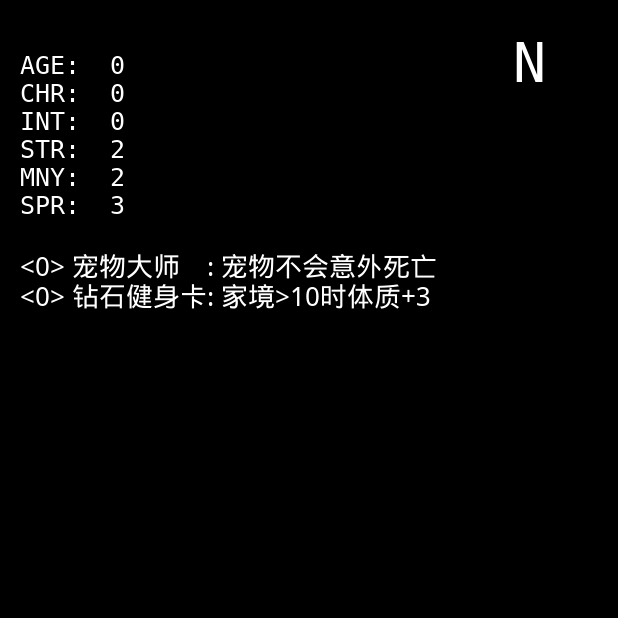 N
AGE: 0
CHR: 0
INT: 0
STR: 2
MNY: 2
SPR: 3
<0> 宠物大师 : 宠物不会意外死亡
<0> 钻石健身卡: 家境>10时体质+3